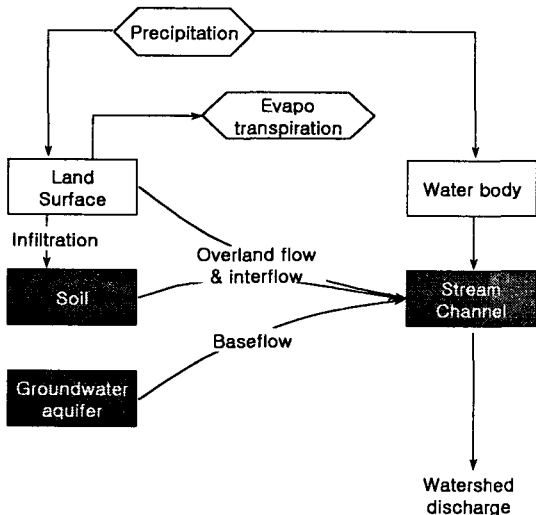 Precipitation
Evapo
transpiration
Land
Surface
Water body
Infiltration
Overland flow
& interflow
Soil
Stream
Channel
Baseflow
Groundwater
aquifer
Watershed
discharge